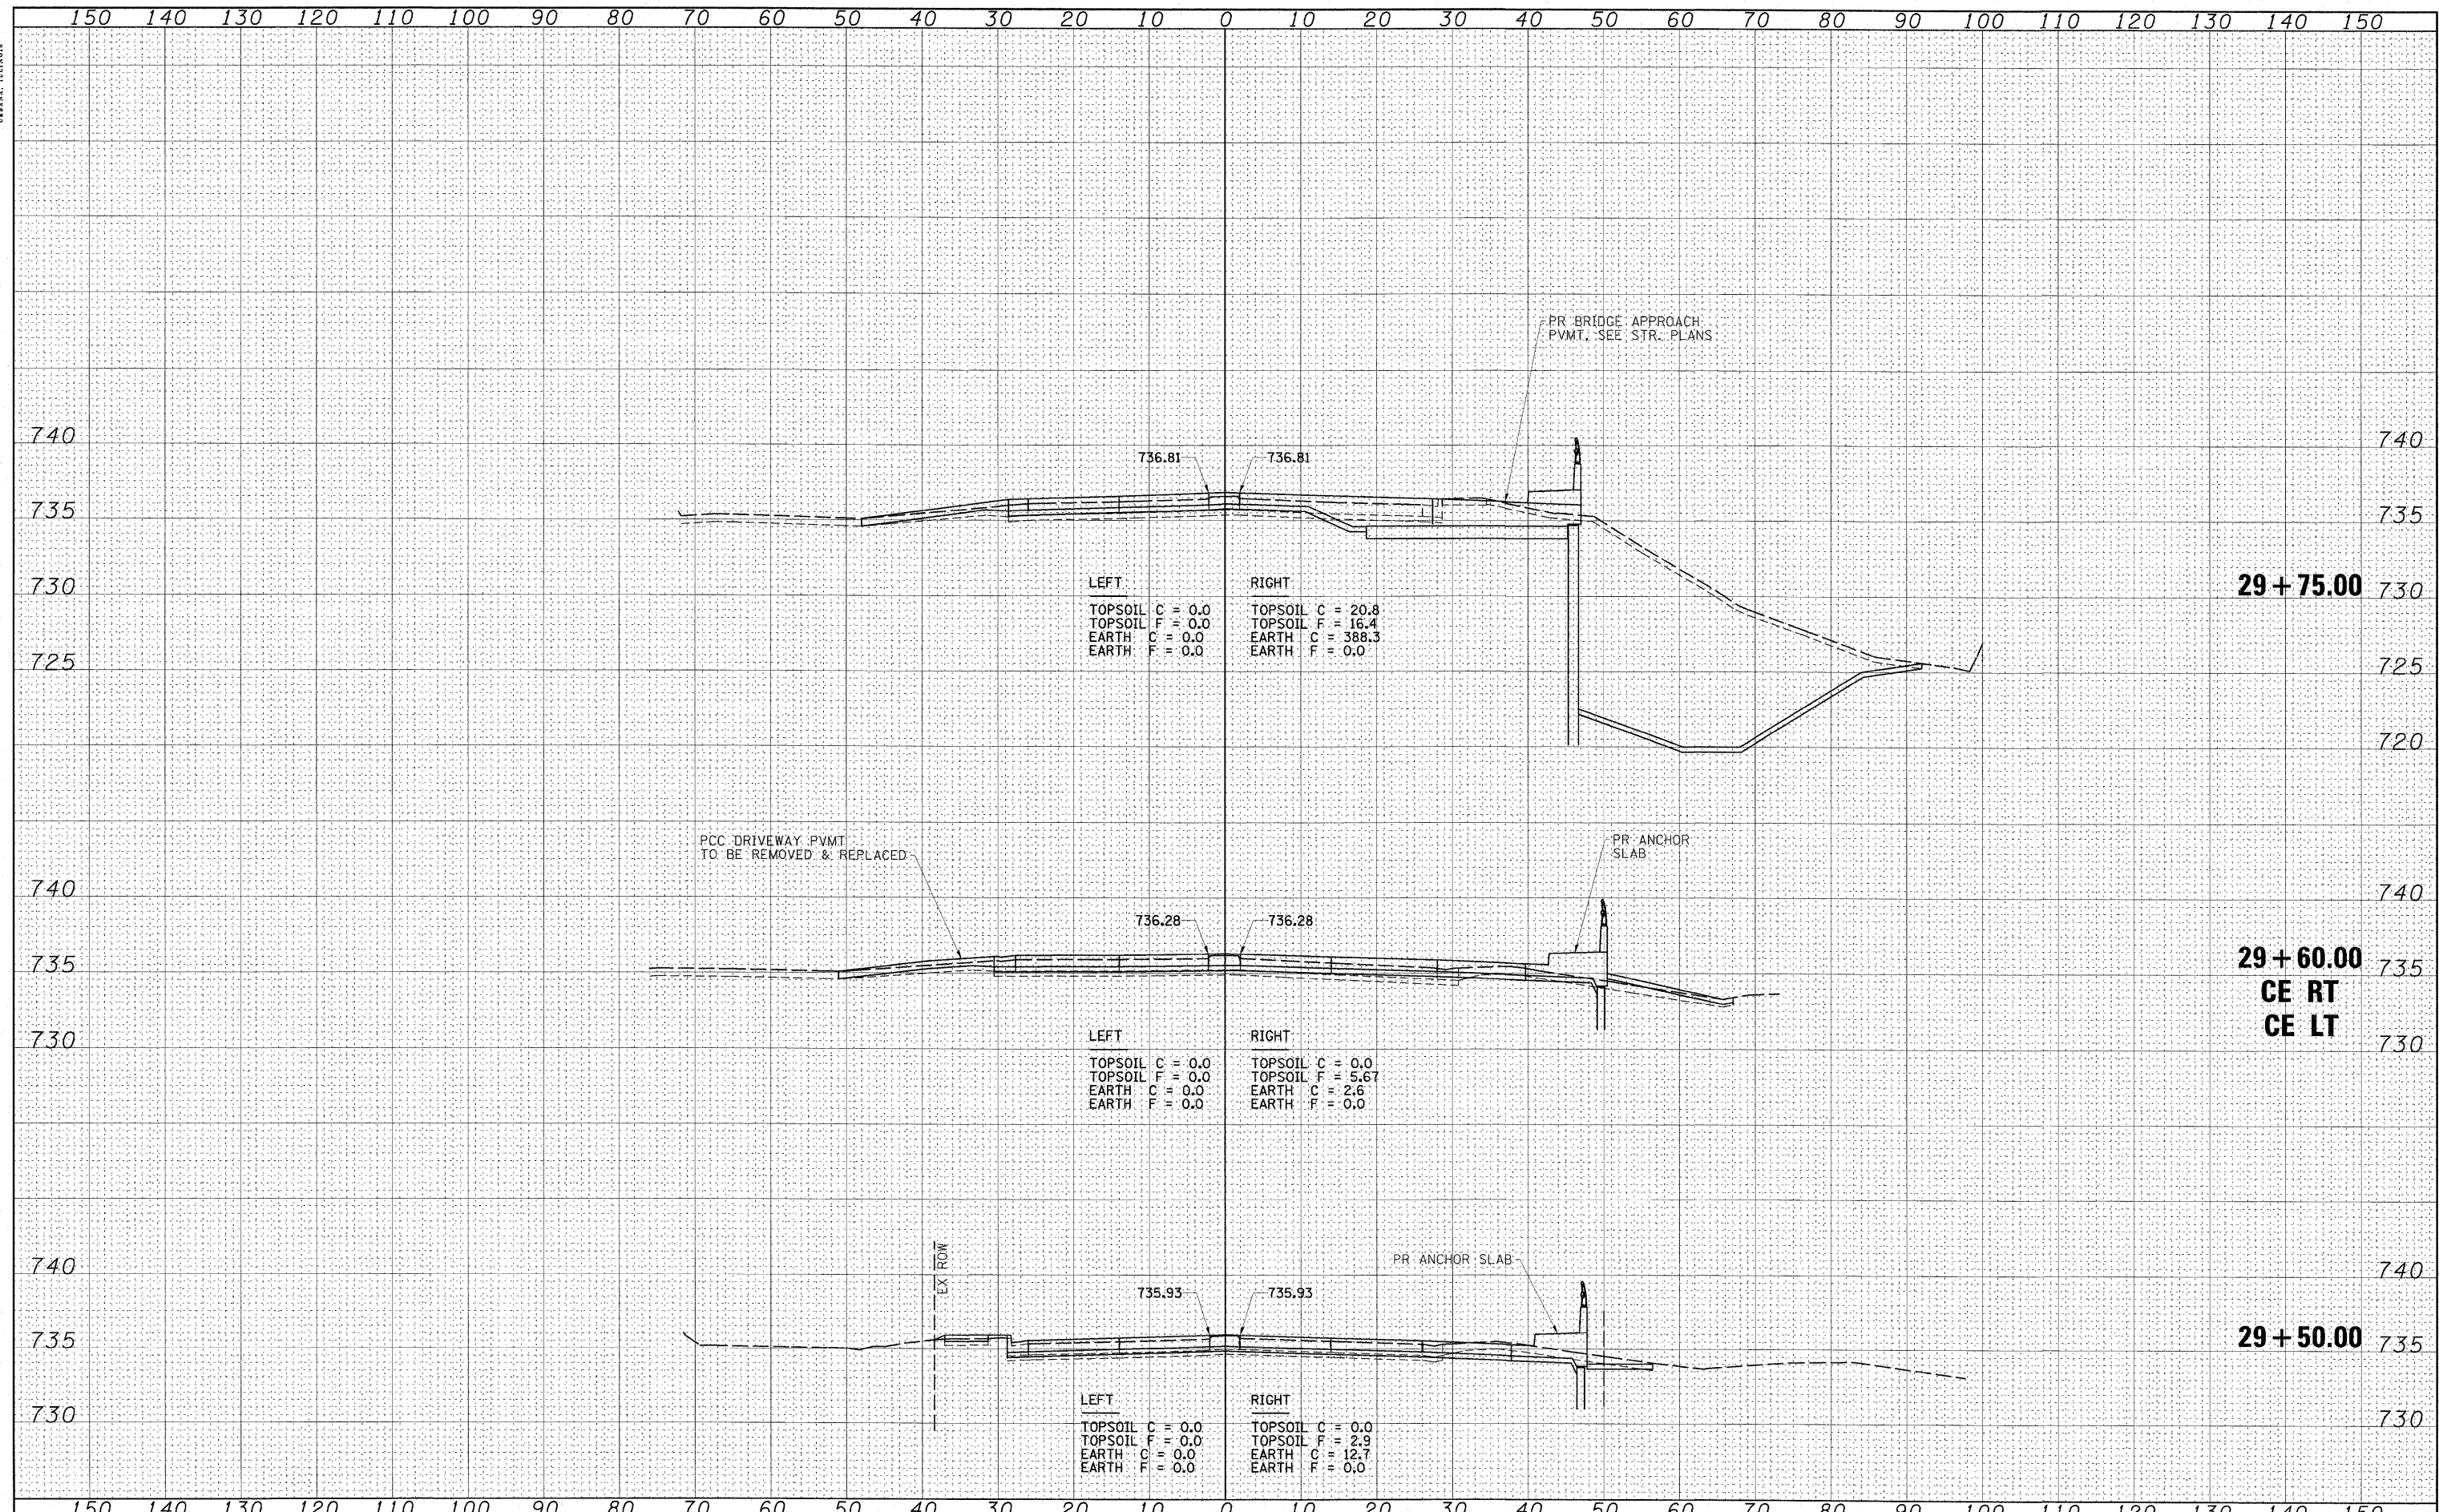 150 140 130 120 110 100 90 80 70 60 50 40 30 20 10 0 10 20 30 40 50 60 70 80 90 100 110 120 130 140 150
PR BRIDGE APPROACH
PVMT, SEE STR. PLANS
740 740
736.81 736.81
735 735
730 29+75.00 730
LEFT RIGHT
TOPSOIL C = 0.0 TOPSOIL C = 20.8
TOPSOIL F = 0.0 TOPSOIL F = 16.4
EARTH C = 0.0 EARTH C = 388.3
EARTH F = 0.0 EARTH F = 0.0
725 725
720
PCC DRIVEWAY PVMT
TO BE REMOVED & REPLACED
PR ANCHOR
SLAB
740 740
736.28 736.28
735 29+60.00 735
CE RT
CE LT
730 730
LEFT RIGHT
TOPSOIL C = 0.0 TOPSOIL C = 0.0
TOPSOIL F = 0.0 TOPSOIL F = 5.67
EARTH C = 0.0 EARTH C = 2.6
EARTH F = 0.0 EARTH F = 0.0
EX ROW
PR ANCHOR SLAB
740 740
735.93 735.93
735 29+50.00 735
LEFT RIGHT
730 730
TOPSOIL C = 0.0 TOPSOIL C = 0.0
TOPSOIL F = 0.0 TOPSOIL F = 2.9
EARTH C = 0.0 EARTH C = 12.7
EARTH F = 0.0 EARTH F = 0.0
150 140 130 120 110 100 90 80 70 60 50 40 30 20 10 0 10 20 30 40 50 60 70 80 90 100 110 120 130 140 150